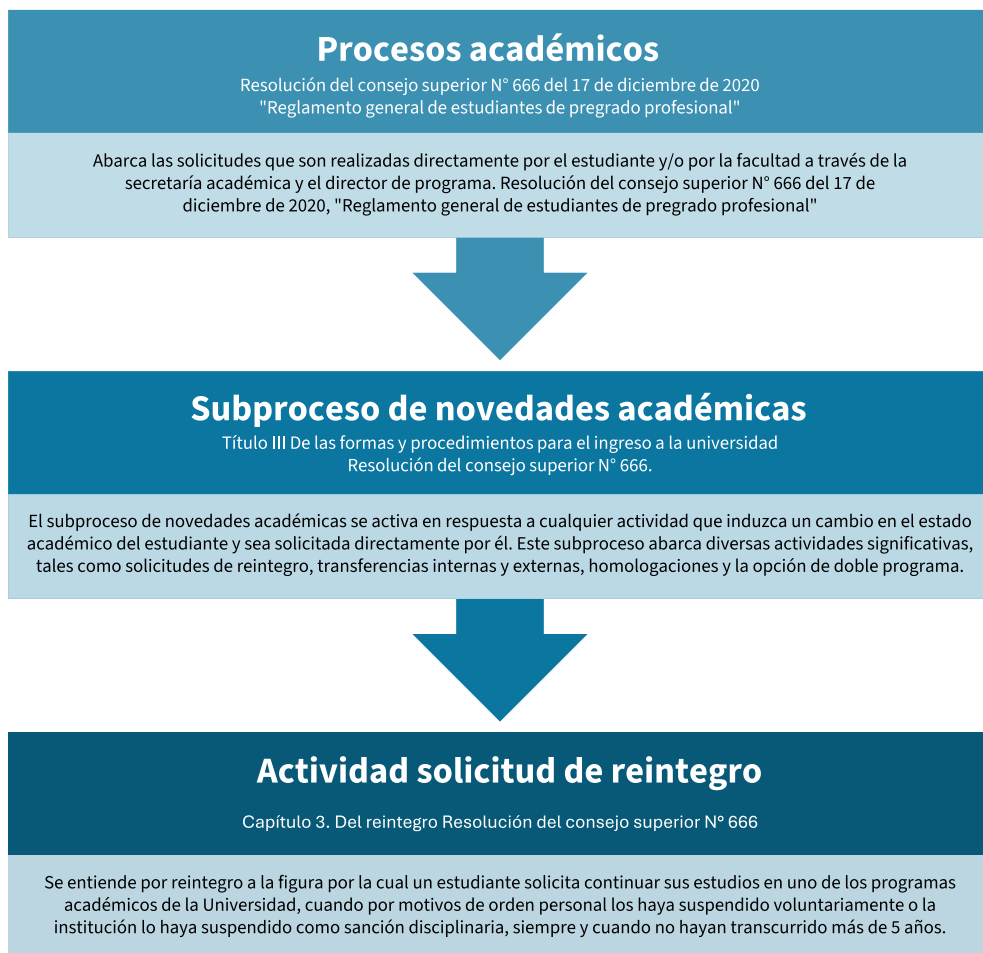 Procesos académicos
Resolución del consejo superior N° 666 del 17 de diciembre de 2020
"Reglamento general de estudiantes de pregrado profesional"
Abarca las solicitudes que son realizadas directamente por el estudiante y/o por la facultad a través de la
secretaría académica y el director de programa. Resolución del consejo superior N° 666 del 17 de
diciembre de 2020, "Reglamento general de estudiantes de pregrado profesional"
Subproceso de novedades académicas
Título III De las formas y procedimientos para el ingreso a la universidad
Resolución del consejo superior N° 666.
El subproceso de novedades académicas se activa en respuesta a cualquier actividad que induzca un cambio en el estado
académico del estudiante y sea solicitada directamente por él. Este subproceso abarca diversas actividades significativas,
tales como solicitudes de reintegro, transferencias internas y externas, homologaciones y la opción de doble programa.
Actividad solicitud de reintegro
Capítulo 3. Del reintegro Resolución del consejo superior N° 666
Se entiende por reintegro a la figura por la cual un estudiante solicita continuar sus estudios en uno de los programas
académicos de la Universidad, cuando por motivos de orden personal los haya suspendido voluntariamente o la
institución lo haya suspendido como sanción disciplinaria, siempre y cuando no hayan transcurrido más de 5 años.